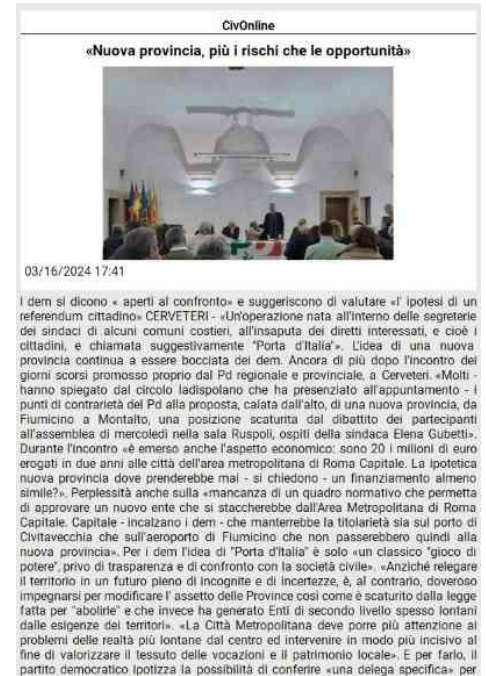 CivOnline
«Nuova provincia, più i rischi che le opportunità»
PD
03/16/2024 17:41
I dem si dicono « aperti al confronto» e suggeriscono di valutare «l' ipotesi di un
referendum cittadino» CERVETERI - «Un'operazione nata all'interno delle segreterie
dei sindaci di alcuni comuni costieri, all'insaputa dei diretti interessati, e cioè i
cittadini, e chiamata suggestivamente "Porta d'Italia"». L'idea di una nuova
provincia continua a essere bocciata dei dem. Ancora di più dopo l'incontro dei
giorni scorsi promosso proprio dal Pd regionale e provinciale, a Cerveteri. «Molti -
hanno spiegato dal circolo ladispolano che ha presenziato all'appuntamento - i
punti di contrarietà del Pd alla proposta, calata dall'alto, di una nuova provincia, da
Fiumicino a Montalto, una posizione scaturita dal dibattito dei partecipanti
all'assemblea di mercoledì nella sala Ruspoli, ospiti della sindaca Elena Gubetti».
Durante l'incontro «è emerso anche l'aspetto economico: sono 20 i milioni di euro
erogati in due anni alle città dell'area metropolitana di Roma Capitale. La ipotetica
nuova provincia dove prenderebbe mai - si chiedono - un finanziamento almeno
simile?». Perplessità anche sulla «mancanza di un quadro normativo che permetta
di approvare un nuovo ente che si staccherebbe dall'Area Metropolitana di Roma
Capitale. Capitale - incalzano i dem - che manterrebbe la titolarietà sia sul porto di
Civitavecchia che sull'aeroporto di Fiumicino che non passerebbero quindi alla
nuova provincia». Per i dem l'idea di "Porta d'Italia" è solo «un classico "gioco di
potere", privo di trasparenza e di confronto con la società civile». «Anziché relegare
il territorio in un futuro pieno di incognite e di incertezze, è, al contrario, doveroso
impegnarsi per modificare l' assetto delle Province così come è scaturito dalla legge
fatta per "abolirle" e che invece ha generato Enti di secondo livello spesso lontani
dalle esigenze dei territori». «La Città Metropolitana deve porre più attenzione ai
problemi delle realtà più lontane dal centro ed intervenire in modo più incisivo al
fine di valorizzare il tessuto delle vocazioni e il patrimonio locale». E per farlo, il
partito democratico ipotizza la possibilità di conferire «una delega specifica» per